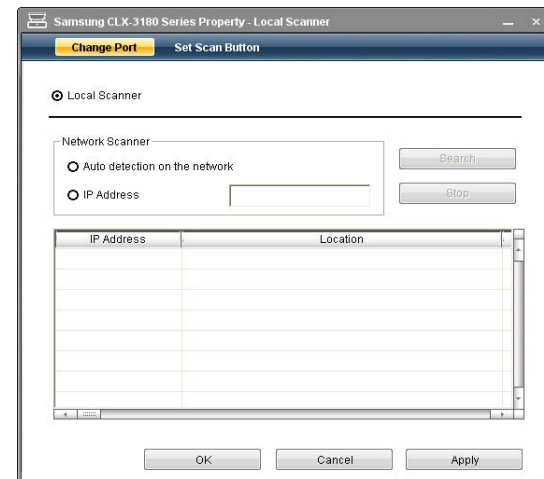 Samsung CLX-3180 Series Property - Local Scanner
Change Port Set Scan Button
Local Scanner
Network Scanner
Auto detection on the network
Search
IP Address
Stop
IP Address Location
OK Cancel Apply